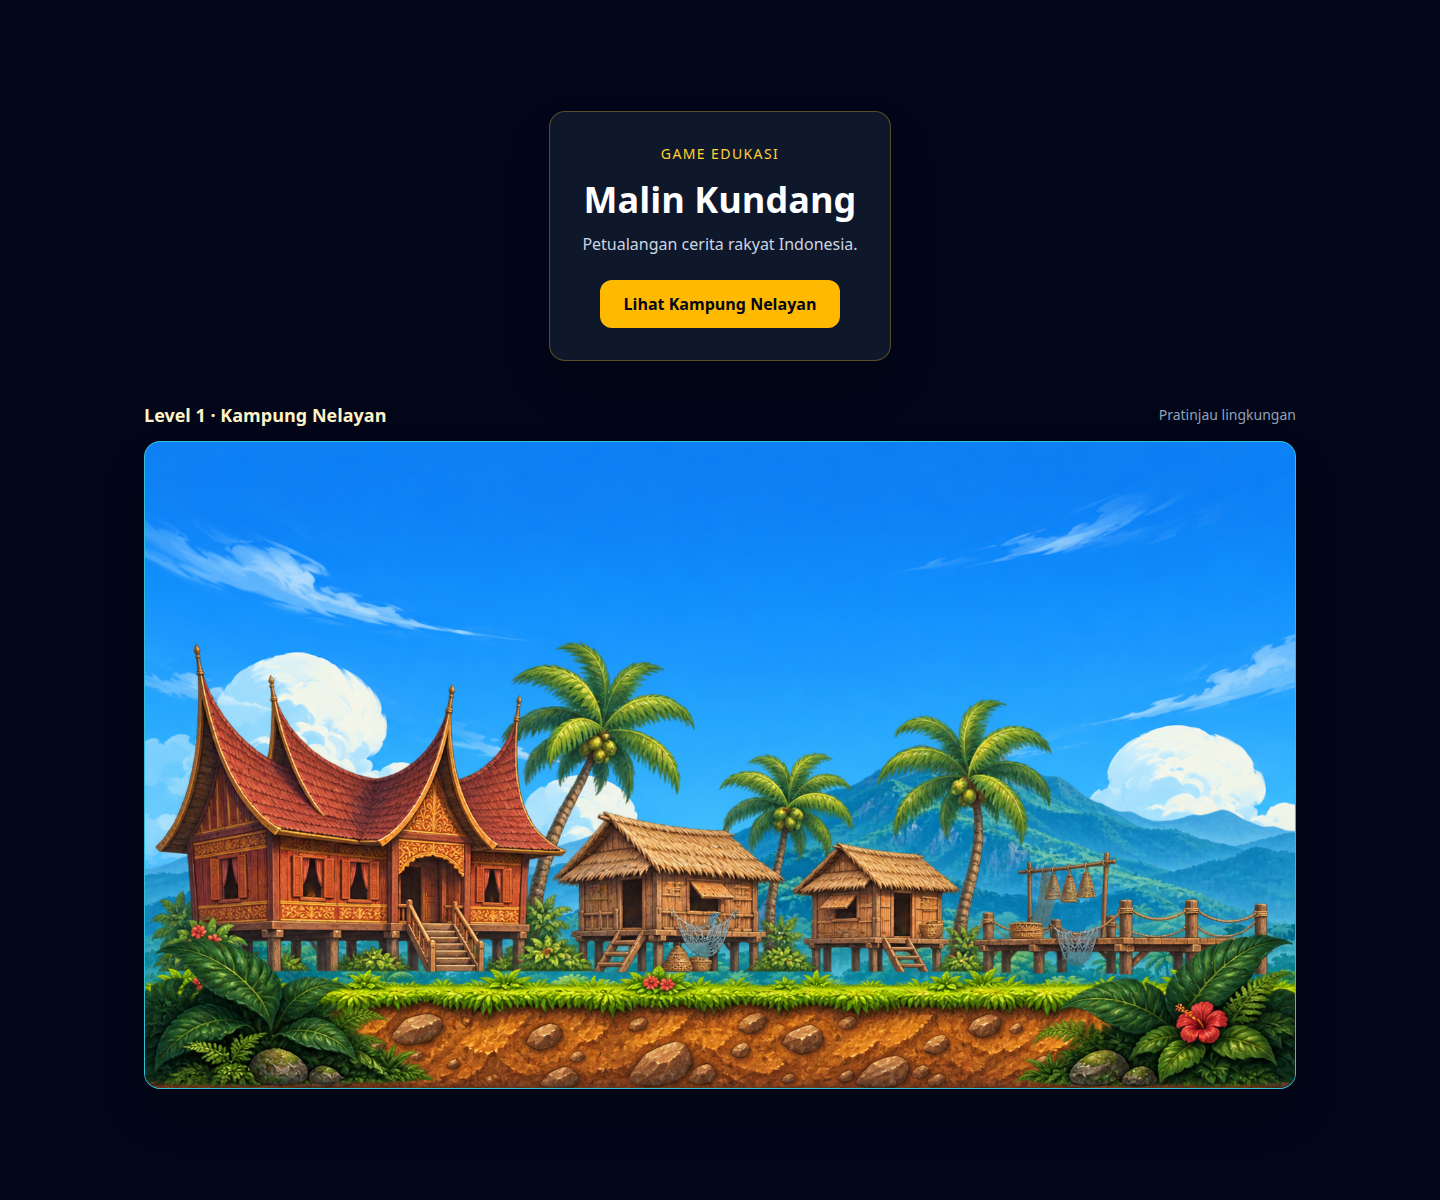 GAME EDUKASI
Malin Kundang
Petualangan cerita rakyat Indonesia.
Lihat Kampung Nelayan
Level 1 · Kampung Nelayan
Pratinjau lingkungan